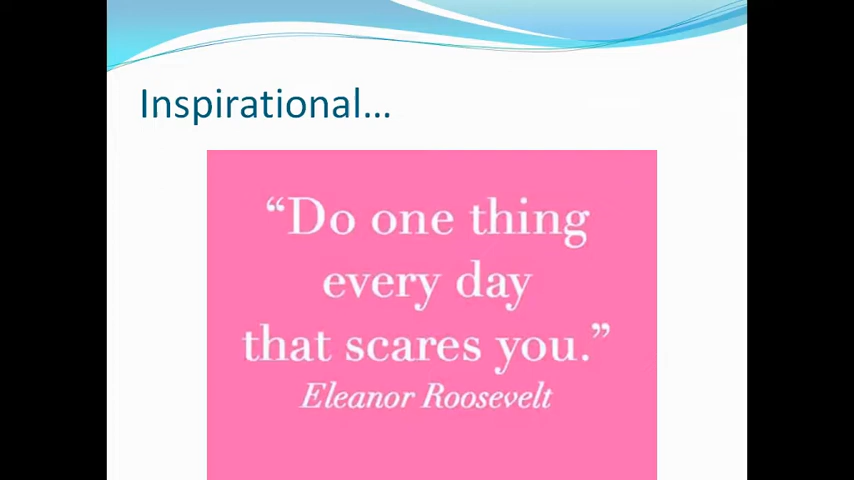 Inspirational...
“Do one thing
every day
that scares you.”
Eleanor Roosevelt